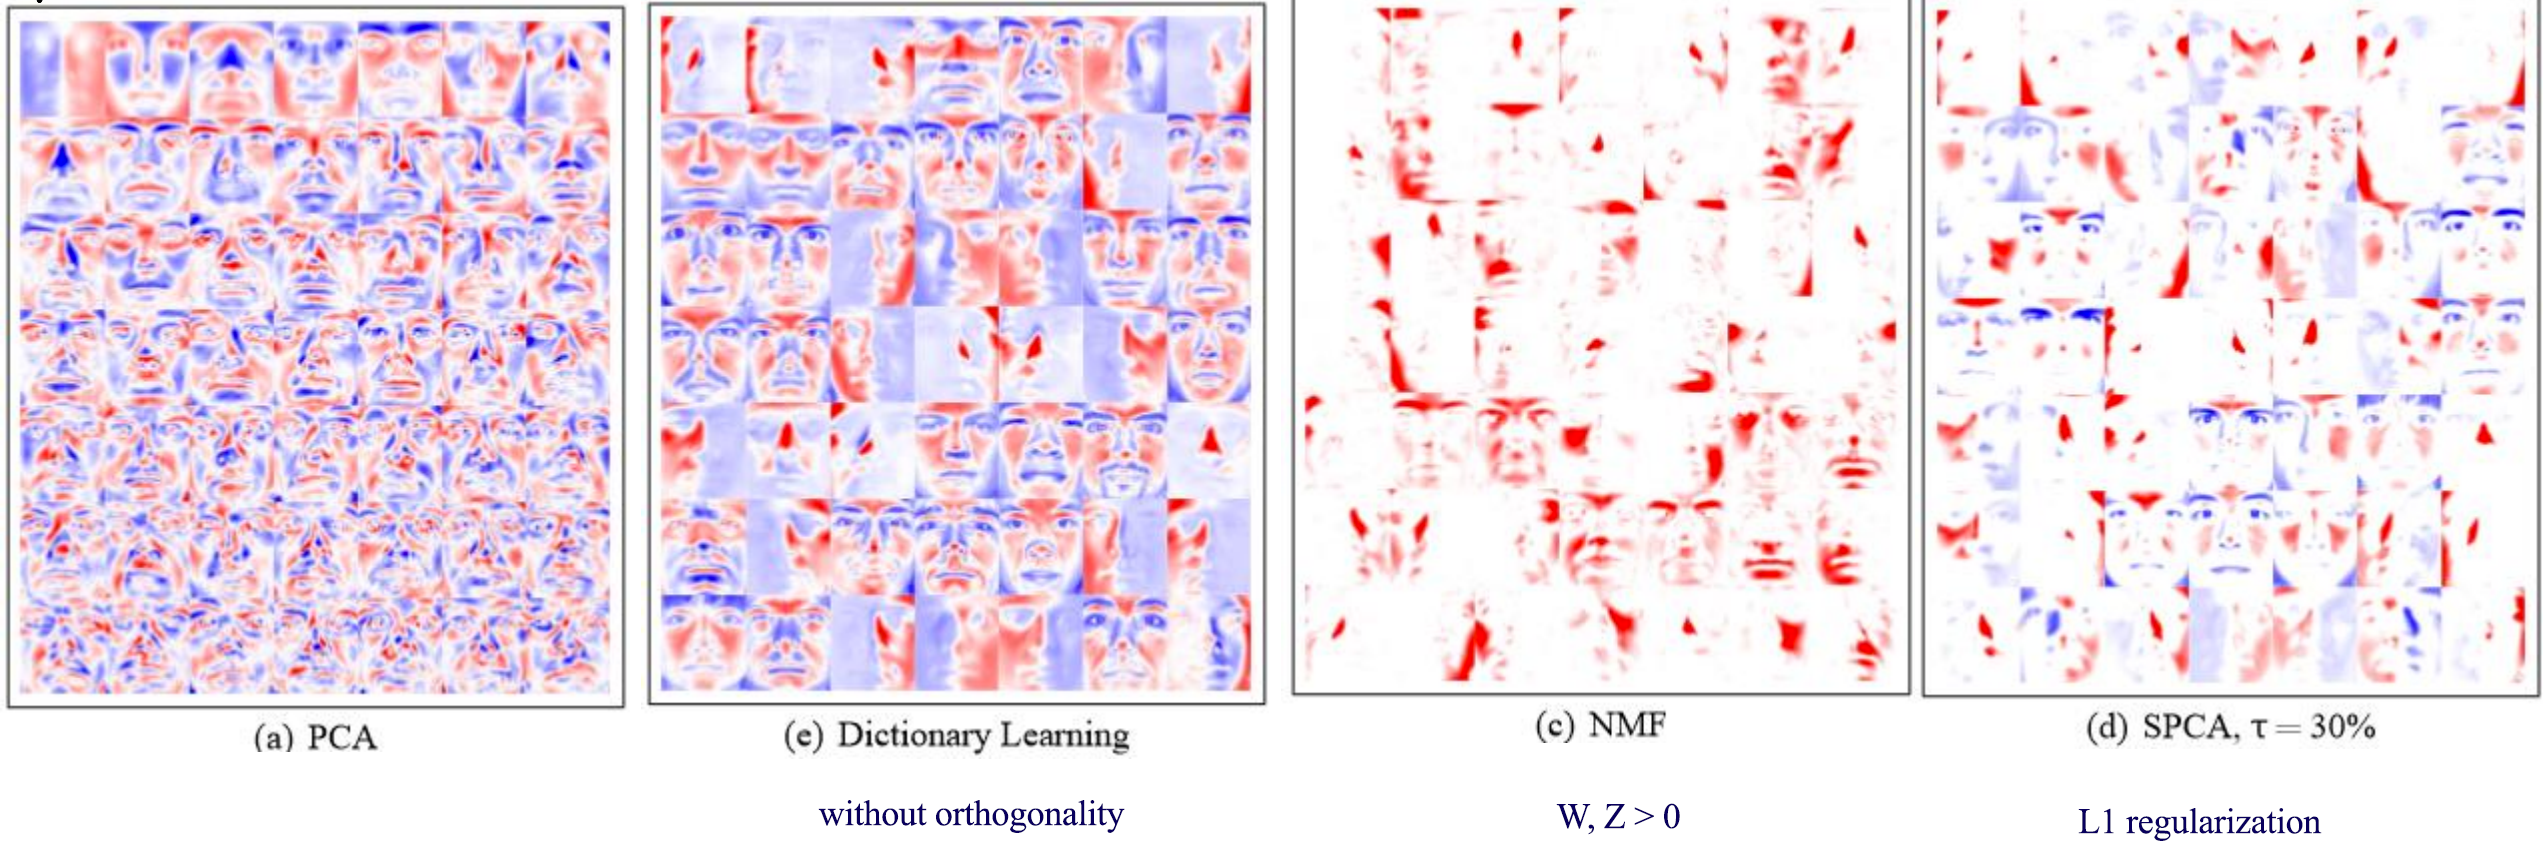 (a) PCA
(e) Dictionary Learning
(c) NMF
(d) SPCA, τ = 30%
without orthogonality
W, Z > 0
L1 regularization